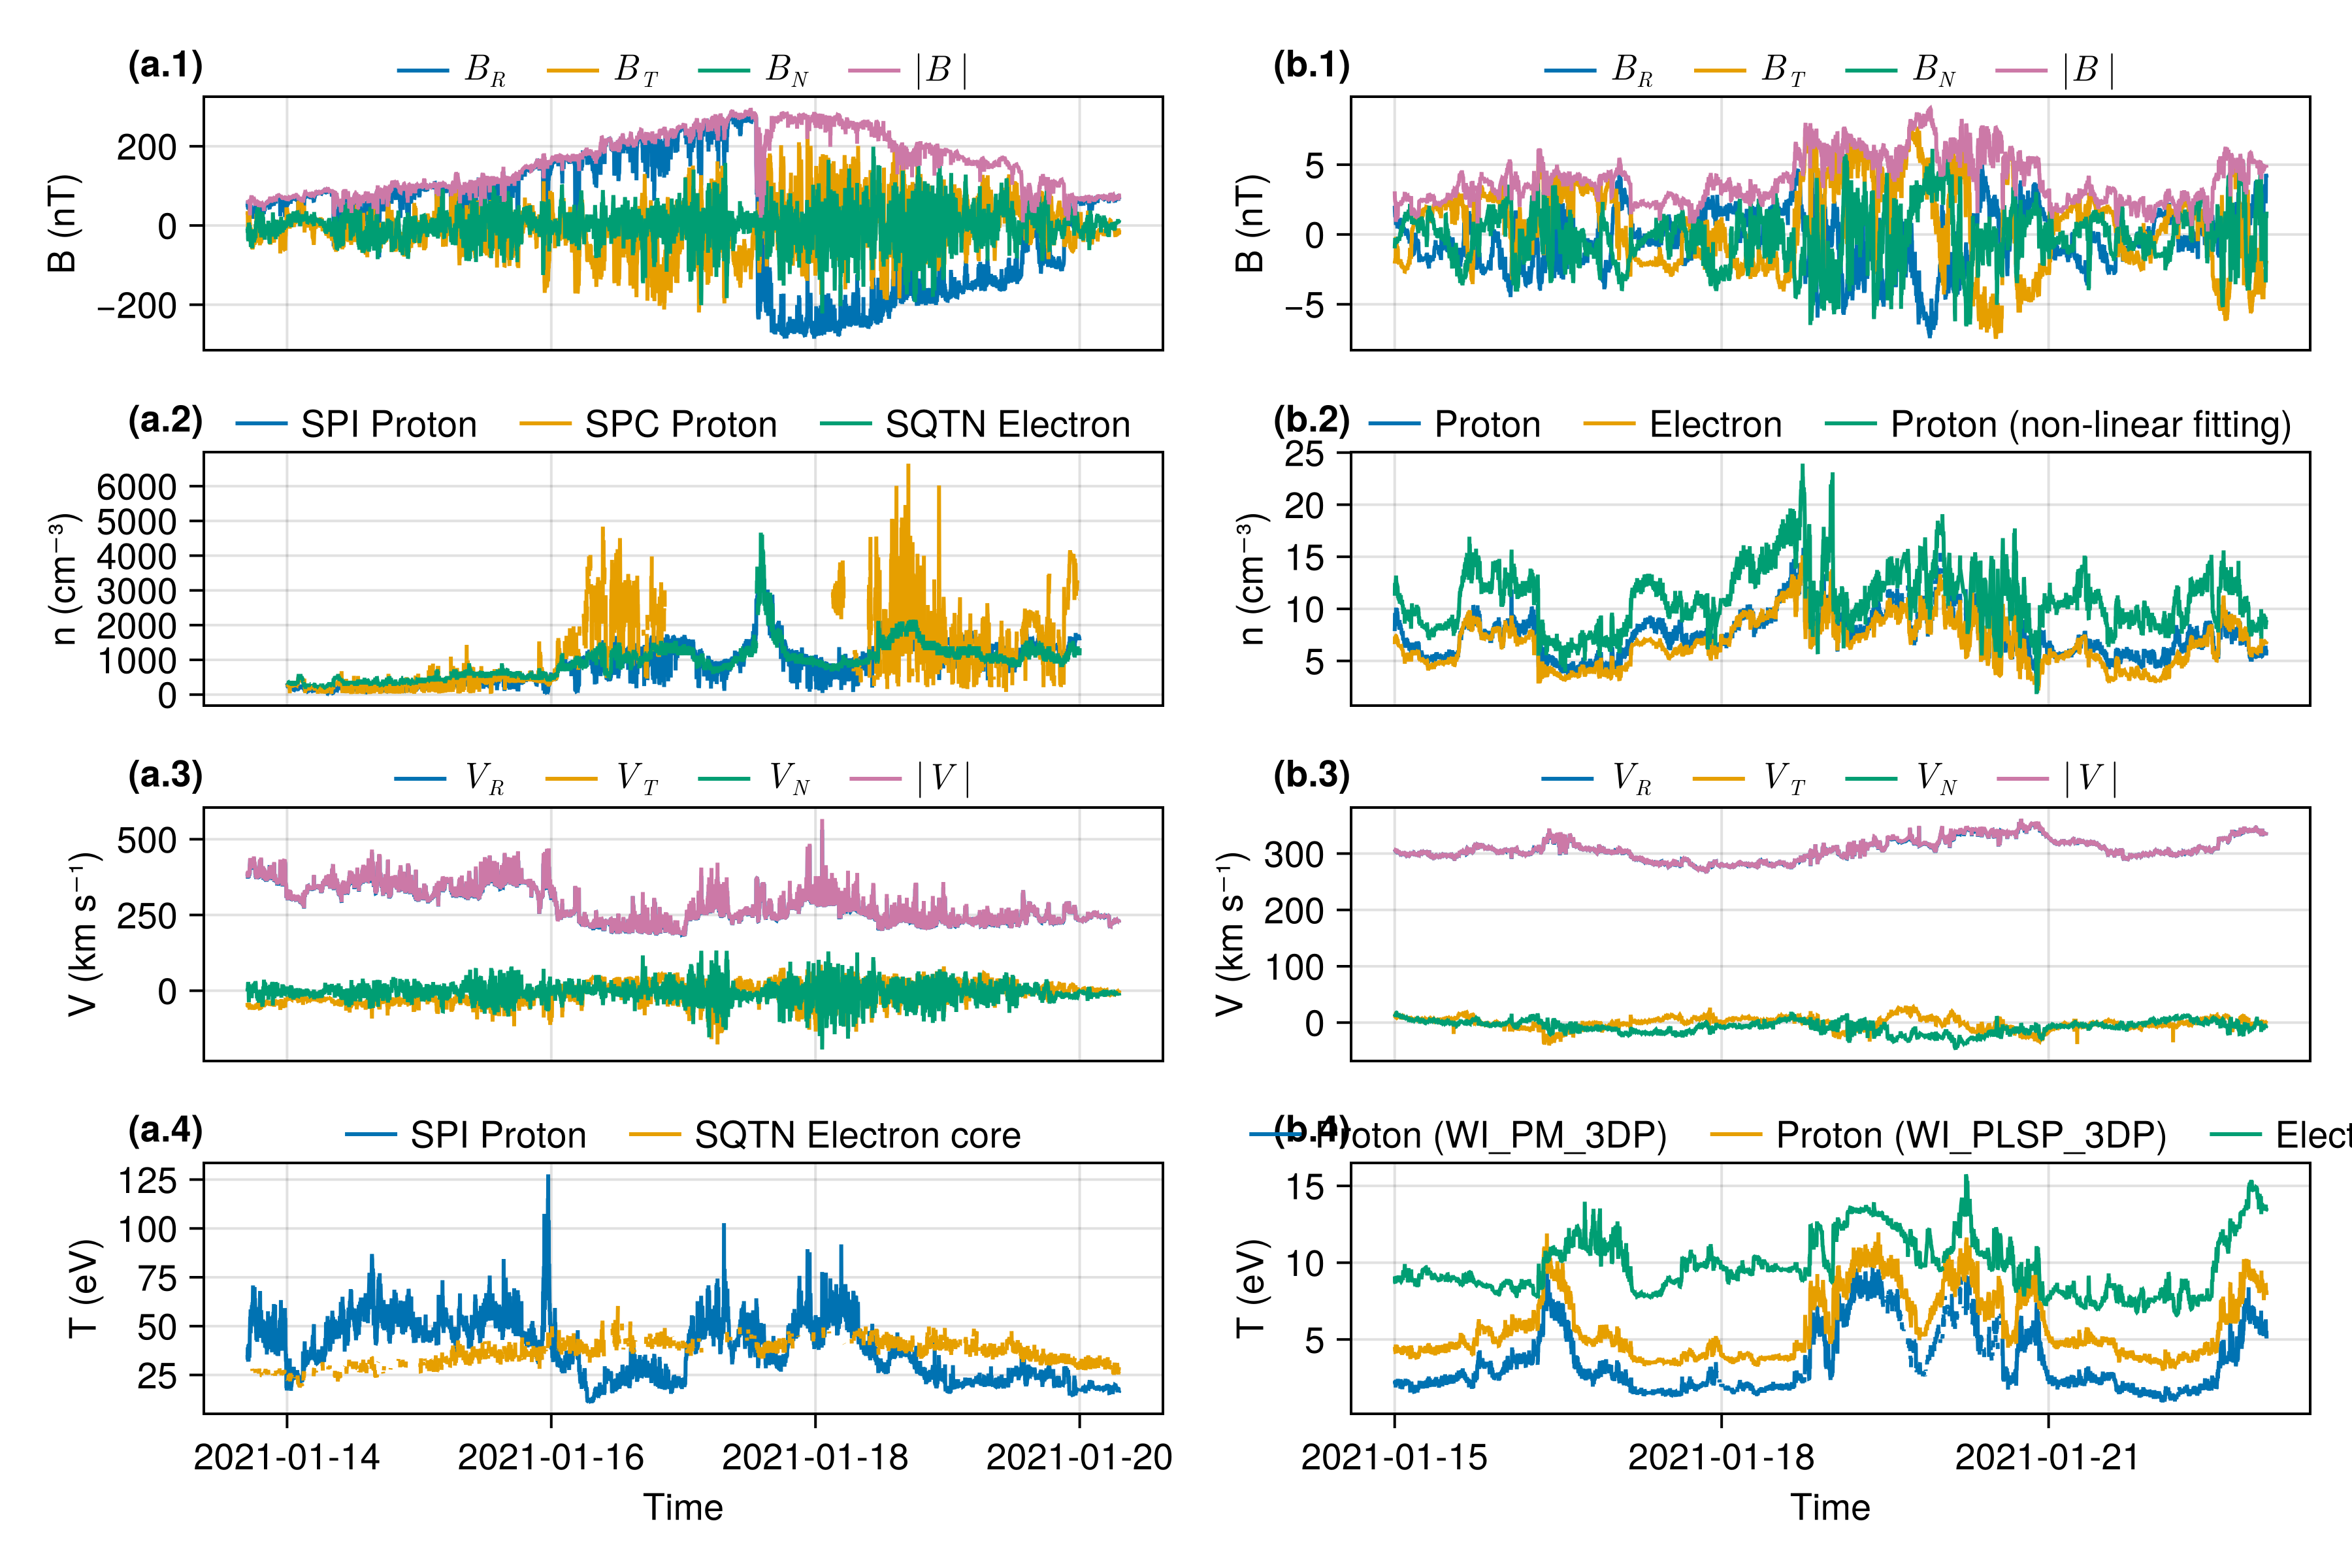 (a.1) B_R B_T B_N |B|
200
0
−200
B (nT)
(b.1) B_R B_T B_N |B|
5
0
−5
B (nT)
(a.2) SPI Proton SPC Proton SQTN Electron
6000
5000
4000
3000
2000
1000
0
n (cm⁻³)
(b.2) Proton Electron Proton (non-linear fitting)
25
20
15
10
5
n (cm⁻³)
(a.3) V_R V_T V_N |V|
500
250
0
V (km s⁻¹)
(b.3) V_R V_T V_N |V|
300
200
100
0
V (km s⁻¹)
(a.4) SPI Proton SQTN Electron core
125
100
75
50
25
T (eV)
2021-01-14 2021-01-16 2021-01-18 2021-01-20
Time
(b.4) Proton (WI_PM_3DP) Proton (WI_PLSP_3DP) Elect
15
10
5
T (eV)
2021-01-15 2021-01-18 2021-01-21
Time